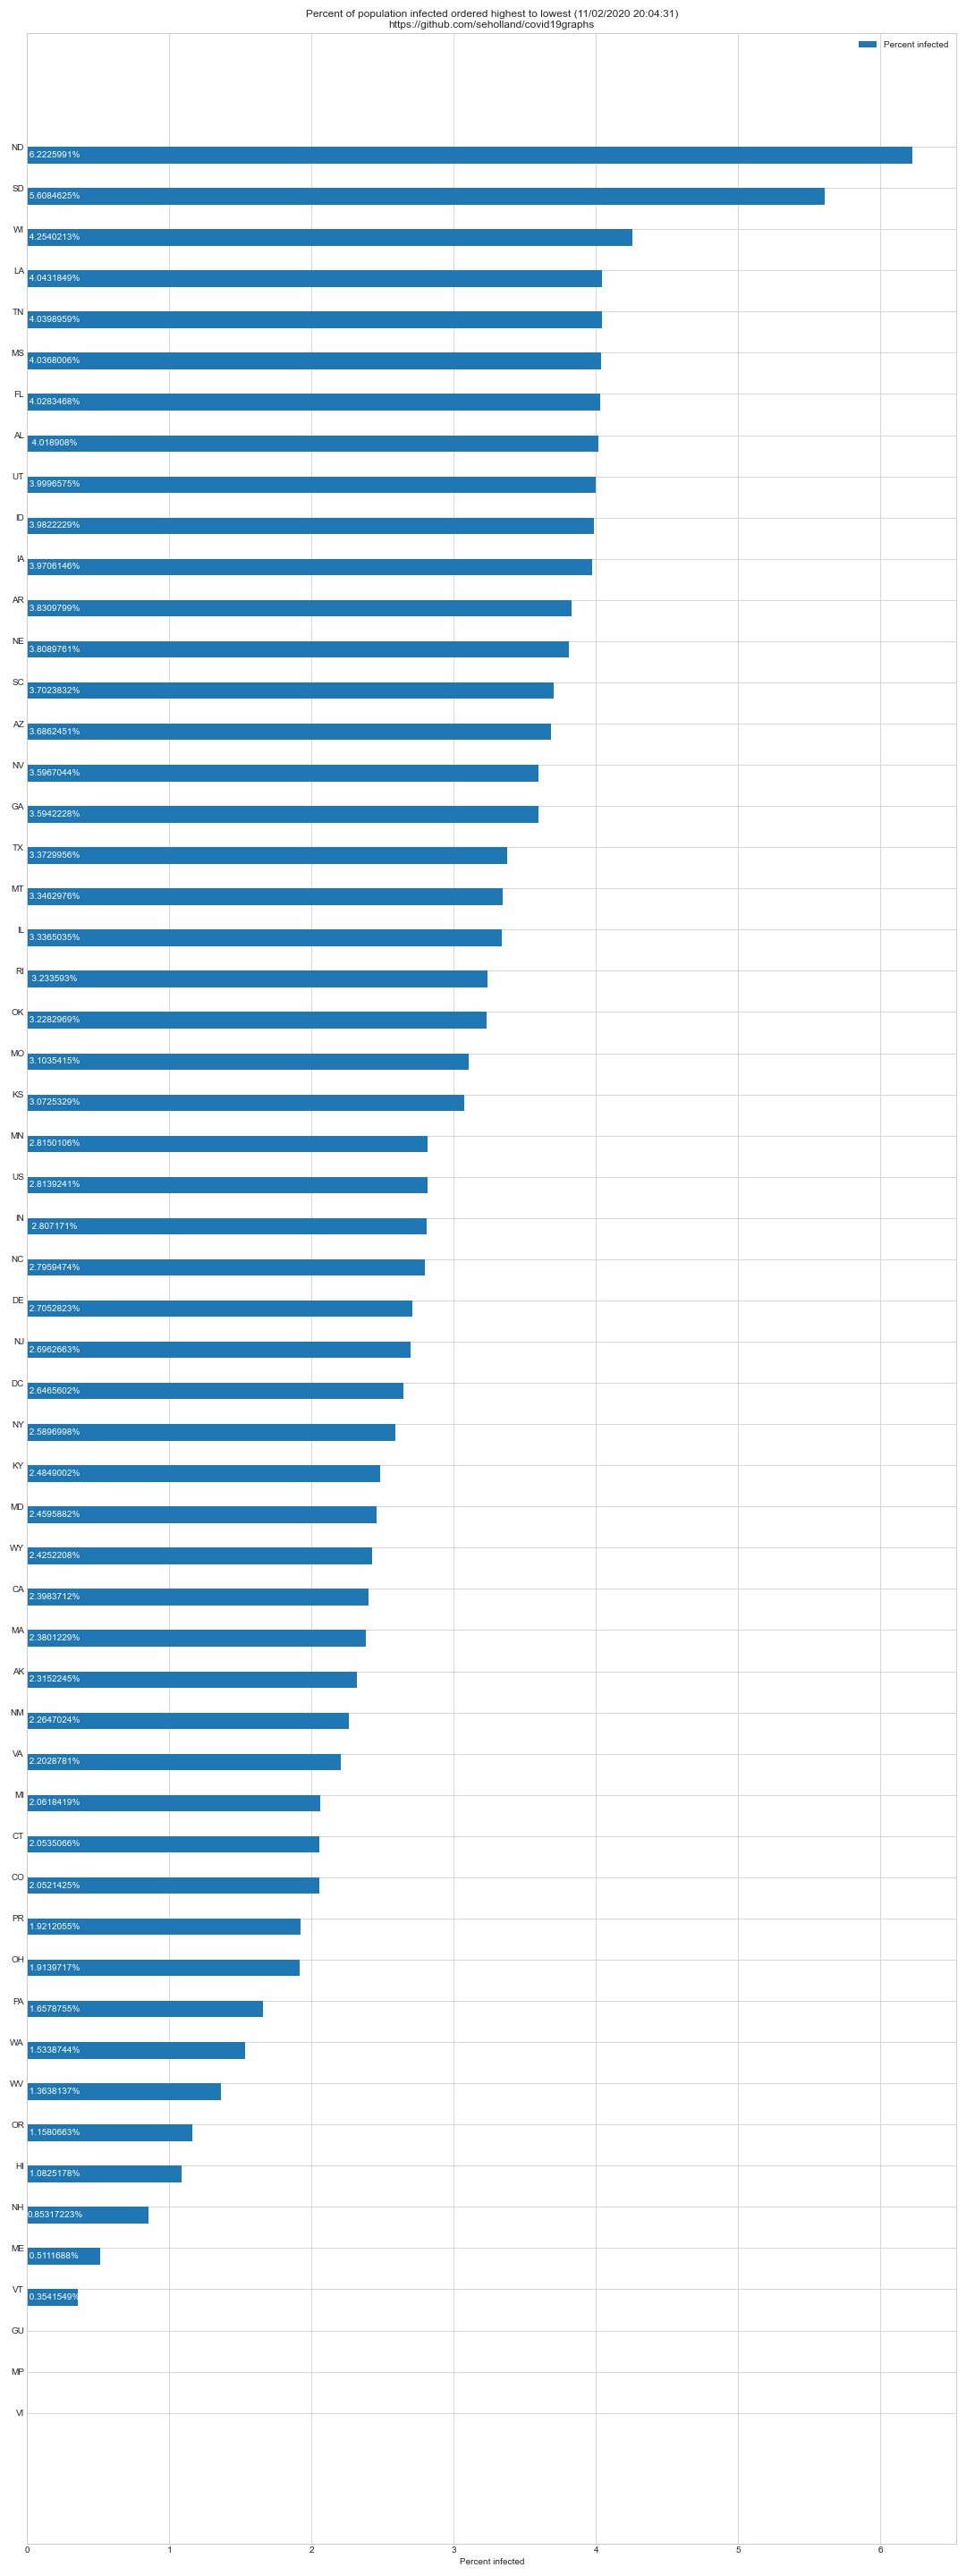 Percent of population infected ordered highest to lowest (11/02/2020 20:04:31)
https://github.com/seholland/covid19graphs
Percent infected
ND 6.2225991%
SD 5.6084625%
WI 4.2540213%
LA 4.0431849%
TN 4.0398959%
MS 4.0368006%
FL 4.0283468%
AL 4.018908%
UT 3.9996575%
ID 3.9822229%
IA 3.9706146%
AR 3.8309799%
NE 3.8089761%
SC 3.7023832%
AZ 3.6862451%
NV 3.5967044%
GA 3.5942228%
TX 3.3729956%
MT 3.3462976%
IL 3.3365035%
RI 3.233593%
OK 3.2282969%
MO 3.1035415%
KS 3.0725329%
MN 2.8150106%
US 2.8139241%
IN 2.807171%
NC 2.7959474%
DE 2.7052823%
NJ 2.6962663%
DC 2.6465602%
NY 2.5896998%
KY 2.4849002%
MD 2.4595882%
WY 2.4252208%
CA 2.3983712%
MA 2.3801229%
AK 2.3152245%
NM 2.2647024%
VA 2.2028781%
MI 2.0618419%
CT 2.0535066%
CO 2.0521425%
PR 1.9212055%
OH 1.9139717%
PA 1.6578755%
WA 1.5338744%
WV 1.3638137%
OR 1.1580663%
HI 1.0825178%
NH 0.85317223%
ME 0.5111688%
VT 0.3541549%
GU
MP
VI
0 1 2 3 4 5 6
Percent infected